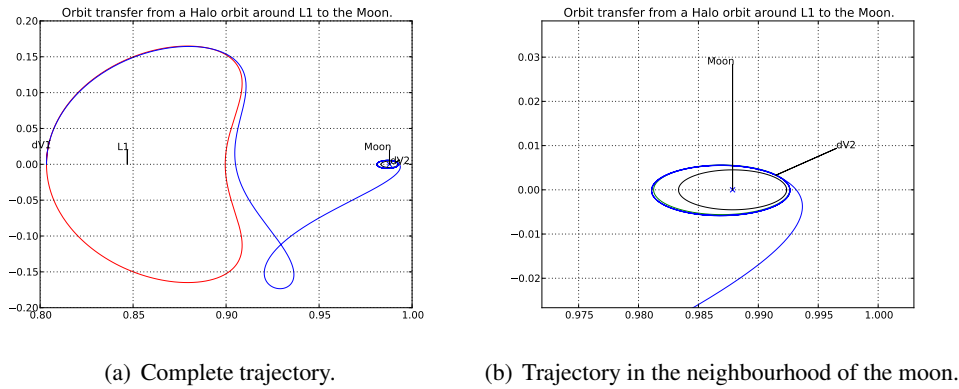 Orbit transfer from a Halo orbit around L1 to the Moon.
0.20
0.15
0.10
0.05
0.00
−0.05
−0.10
−0.15
−0.20
0.80
0.85
0.90
0.95
1.00
dV1
L1
Moon
dV2
(a) Complete trajectory.
Orbit transfer from a Halo orbit around L1 to the Moon.
0.03
0.02
0.01
0.00
−0.01
−0.02
0.975
0.980
0.985
0.990
0.995
1.000
Moon
dV2
(b) Trajectory in the neighbourhood of the moon.